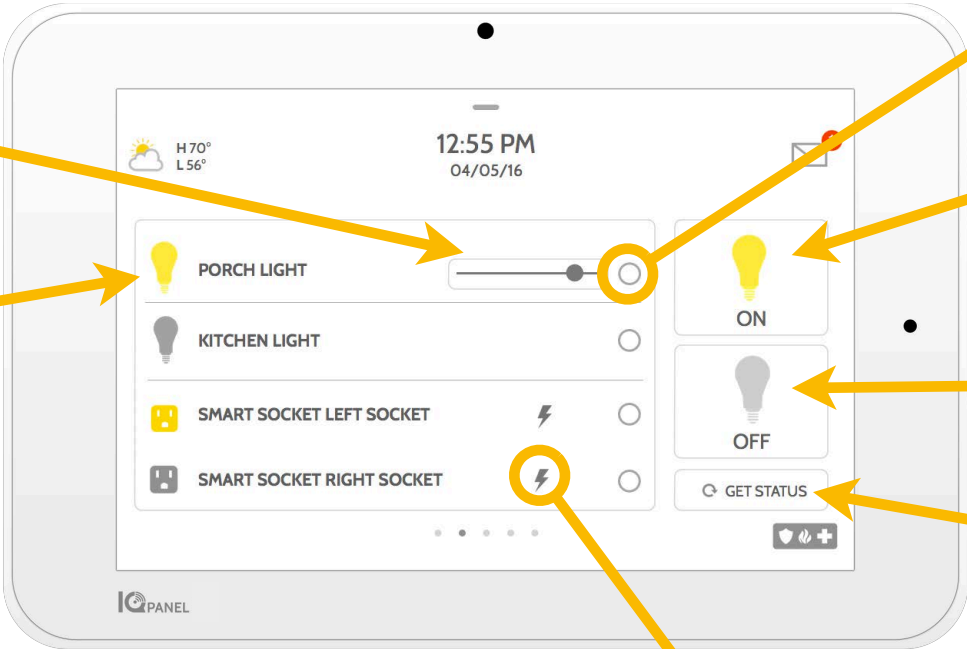 12:55 PM
04/05/16
H 70°
L 56°
PORCH LIGHT
KITCHEN LIGHT
SMART SOCKET LEFT SOCKET
SMART SOCKET RIGHT SOCKET
ON
OFF
GET STATUS
IQ PANEL